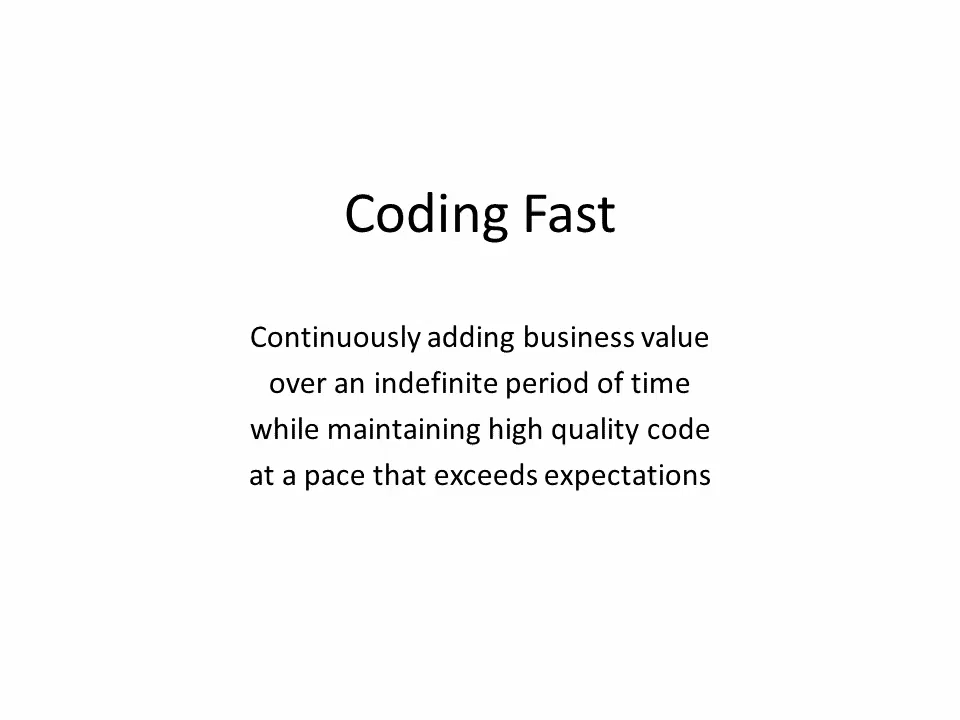 Coding Fast
Continuously adding business value
over an indefinite period of time
while maintaining high quality code
at a pace that exceeds expectations